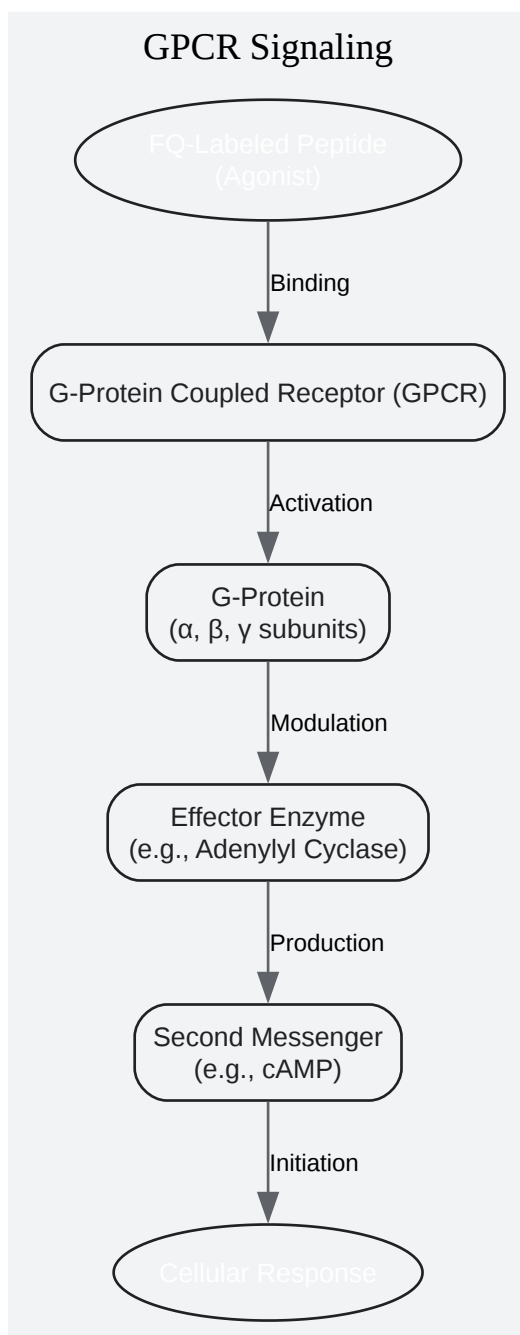 GPCR Signaling
FQ-Labeled Peptide
(Agonist)
Binding
G-Protein Coupled Receptor (GPCR)
Activation
G-Protein
(α, β, γ subunits)
Modulation
Effector Enzyme
(e.g., Adenylyl Cyclase)
Production
Second Messenger
(e.g., cAMP)
Initiation
Cellular Response